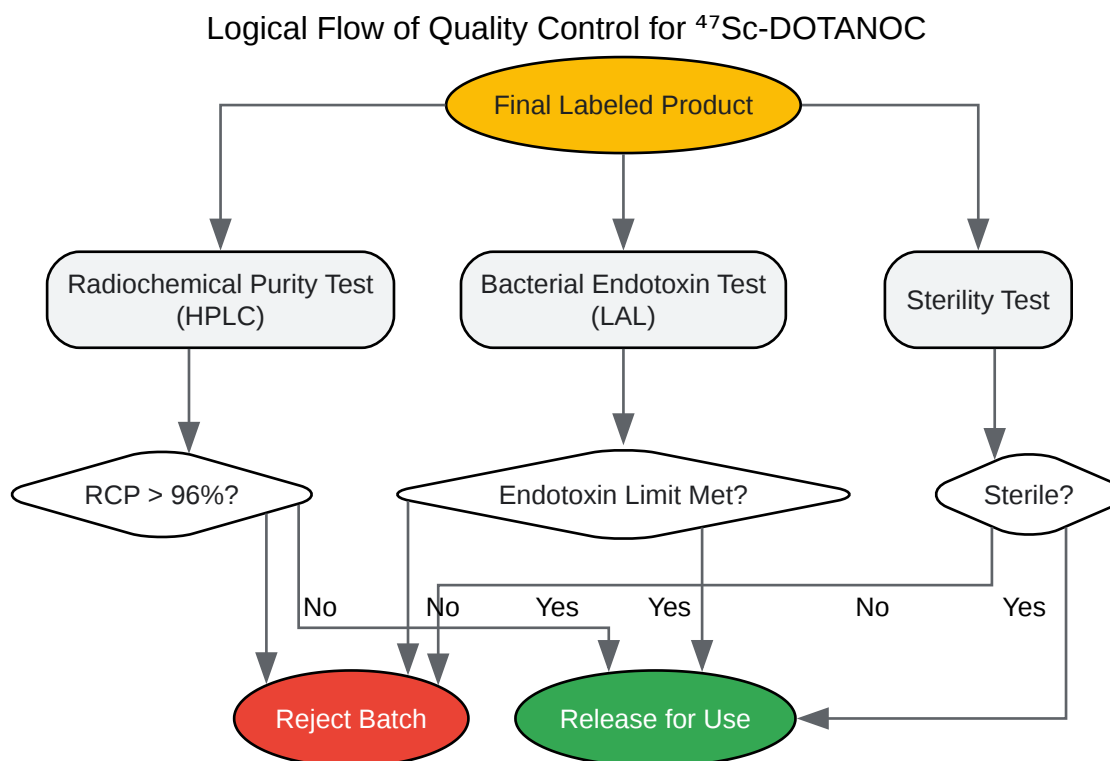 Logical Flow of Quality Control for ⁴⁷Sc-DOTANOC
Final Labeled Product
Radiochemical Purity Test
(HPLC)
Bacterial Endotoxin Test
(LAL)
Sterility Test
RCP > 96%?
Endotoxin Limit Met?
Sterile?
No
No
Yes
Yes
No
Yes
Reject Batch
Release for Use